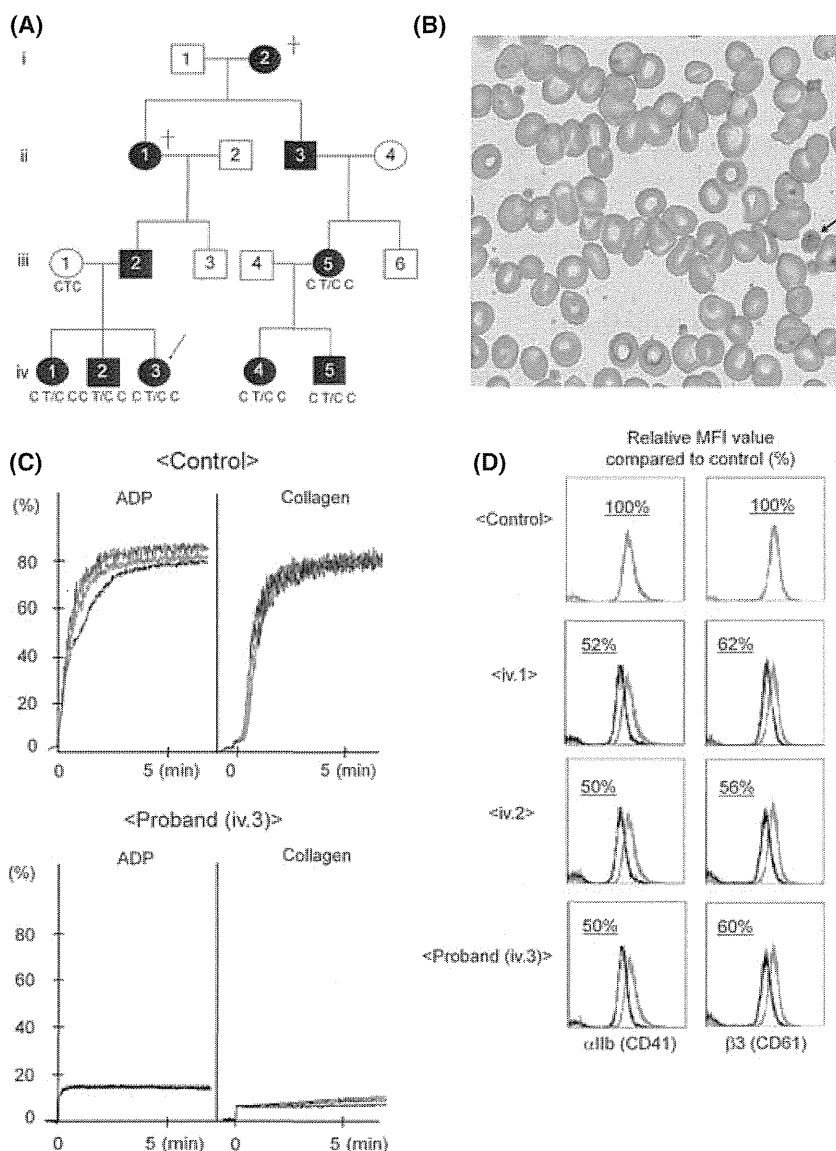 (A)
i
1
2
†
ii
1
†
2
3
4
iii
1
2
3
4
5
6
CTC
C T/C C
iv
1
2
3
4
5
C T/C CC T/C C C T/C C
C T/C C
C T/C C
(B)
(C)
<Control>
(%)
ADP
Collagen
80
60
40
20
0
0
5 (min)
0
5 (min)
<Proband (iv.3)>
(%)
ADP
Collagen
80
60
40
20
0
0
5 (min)
0
5 (min)
(D)
Relative MFI value
compared to control (%)
<Control>
100%
100%
<iv.1>
52%
62%
<iv.2>
50%
56%
<Proband (iv.3)>
50%
60%
αIIb (CD41)
β3 (CD61)